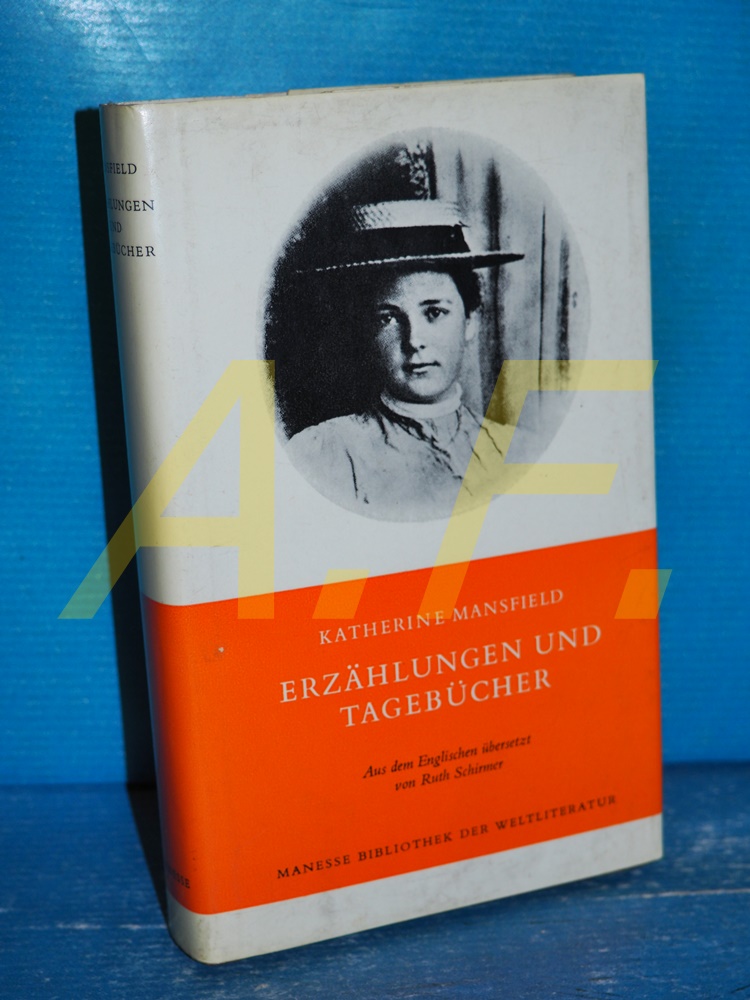 KATHERINE MANSFIELD
ERZÄHLUNGEN UND
TAGEBÜCHER
Aus dem Englischen übersetzt
von Ruth Schirmer
MANESSE BIBLIOTHEK DER WELTLITERATUR
A.F.